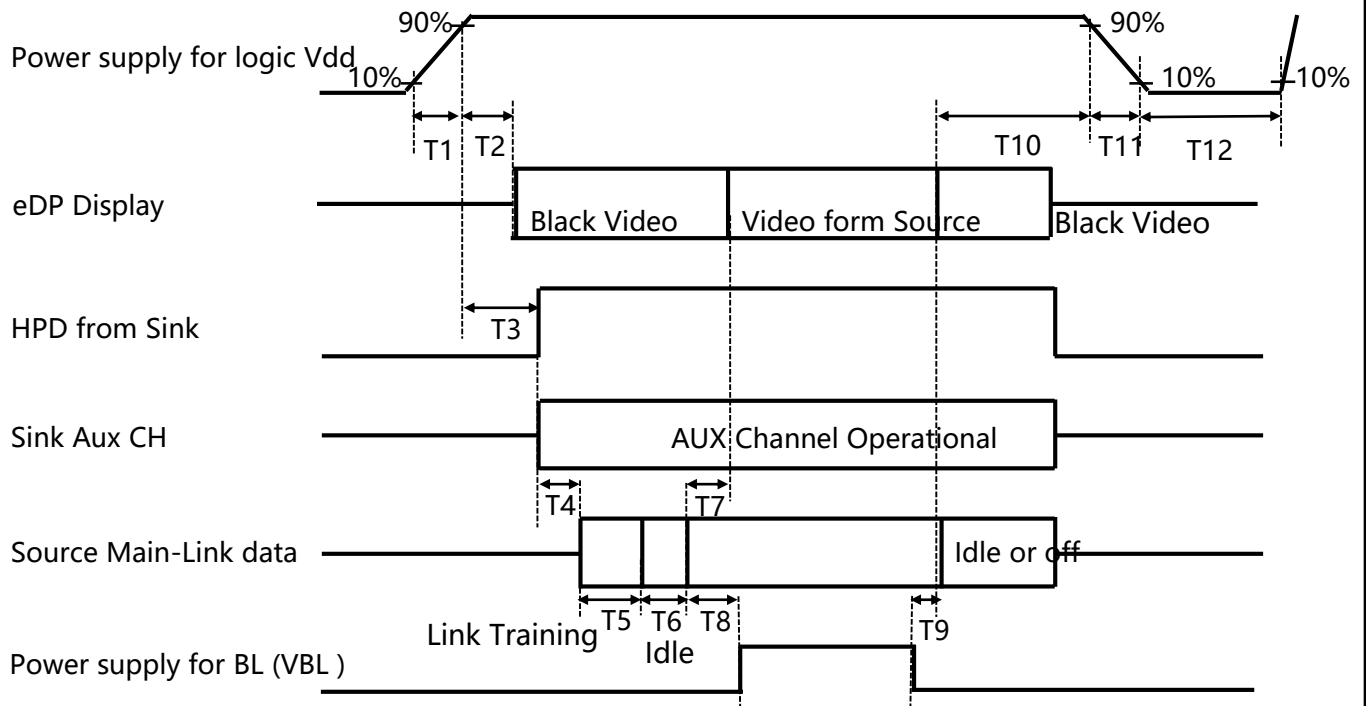 90%
90%
Power supply for logic Vdd
10%
10%
10%
T1
T2
T10
T11
T12
eDP Display
Black Video
Video form Source
Black Video
T3
HPD from Sink
Sink Aux CH
AUX Channel Operational
T4
T7
Source Main-Link data
Idle or off
T5
T6
T8
T9
Link Training
Idle
Power supply for BL (VBL )